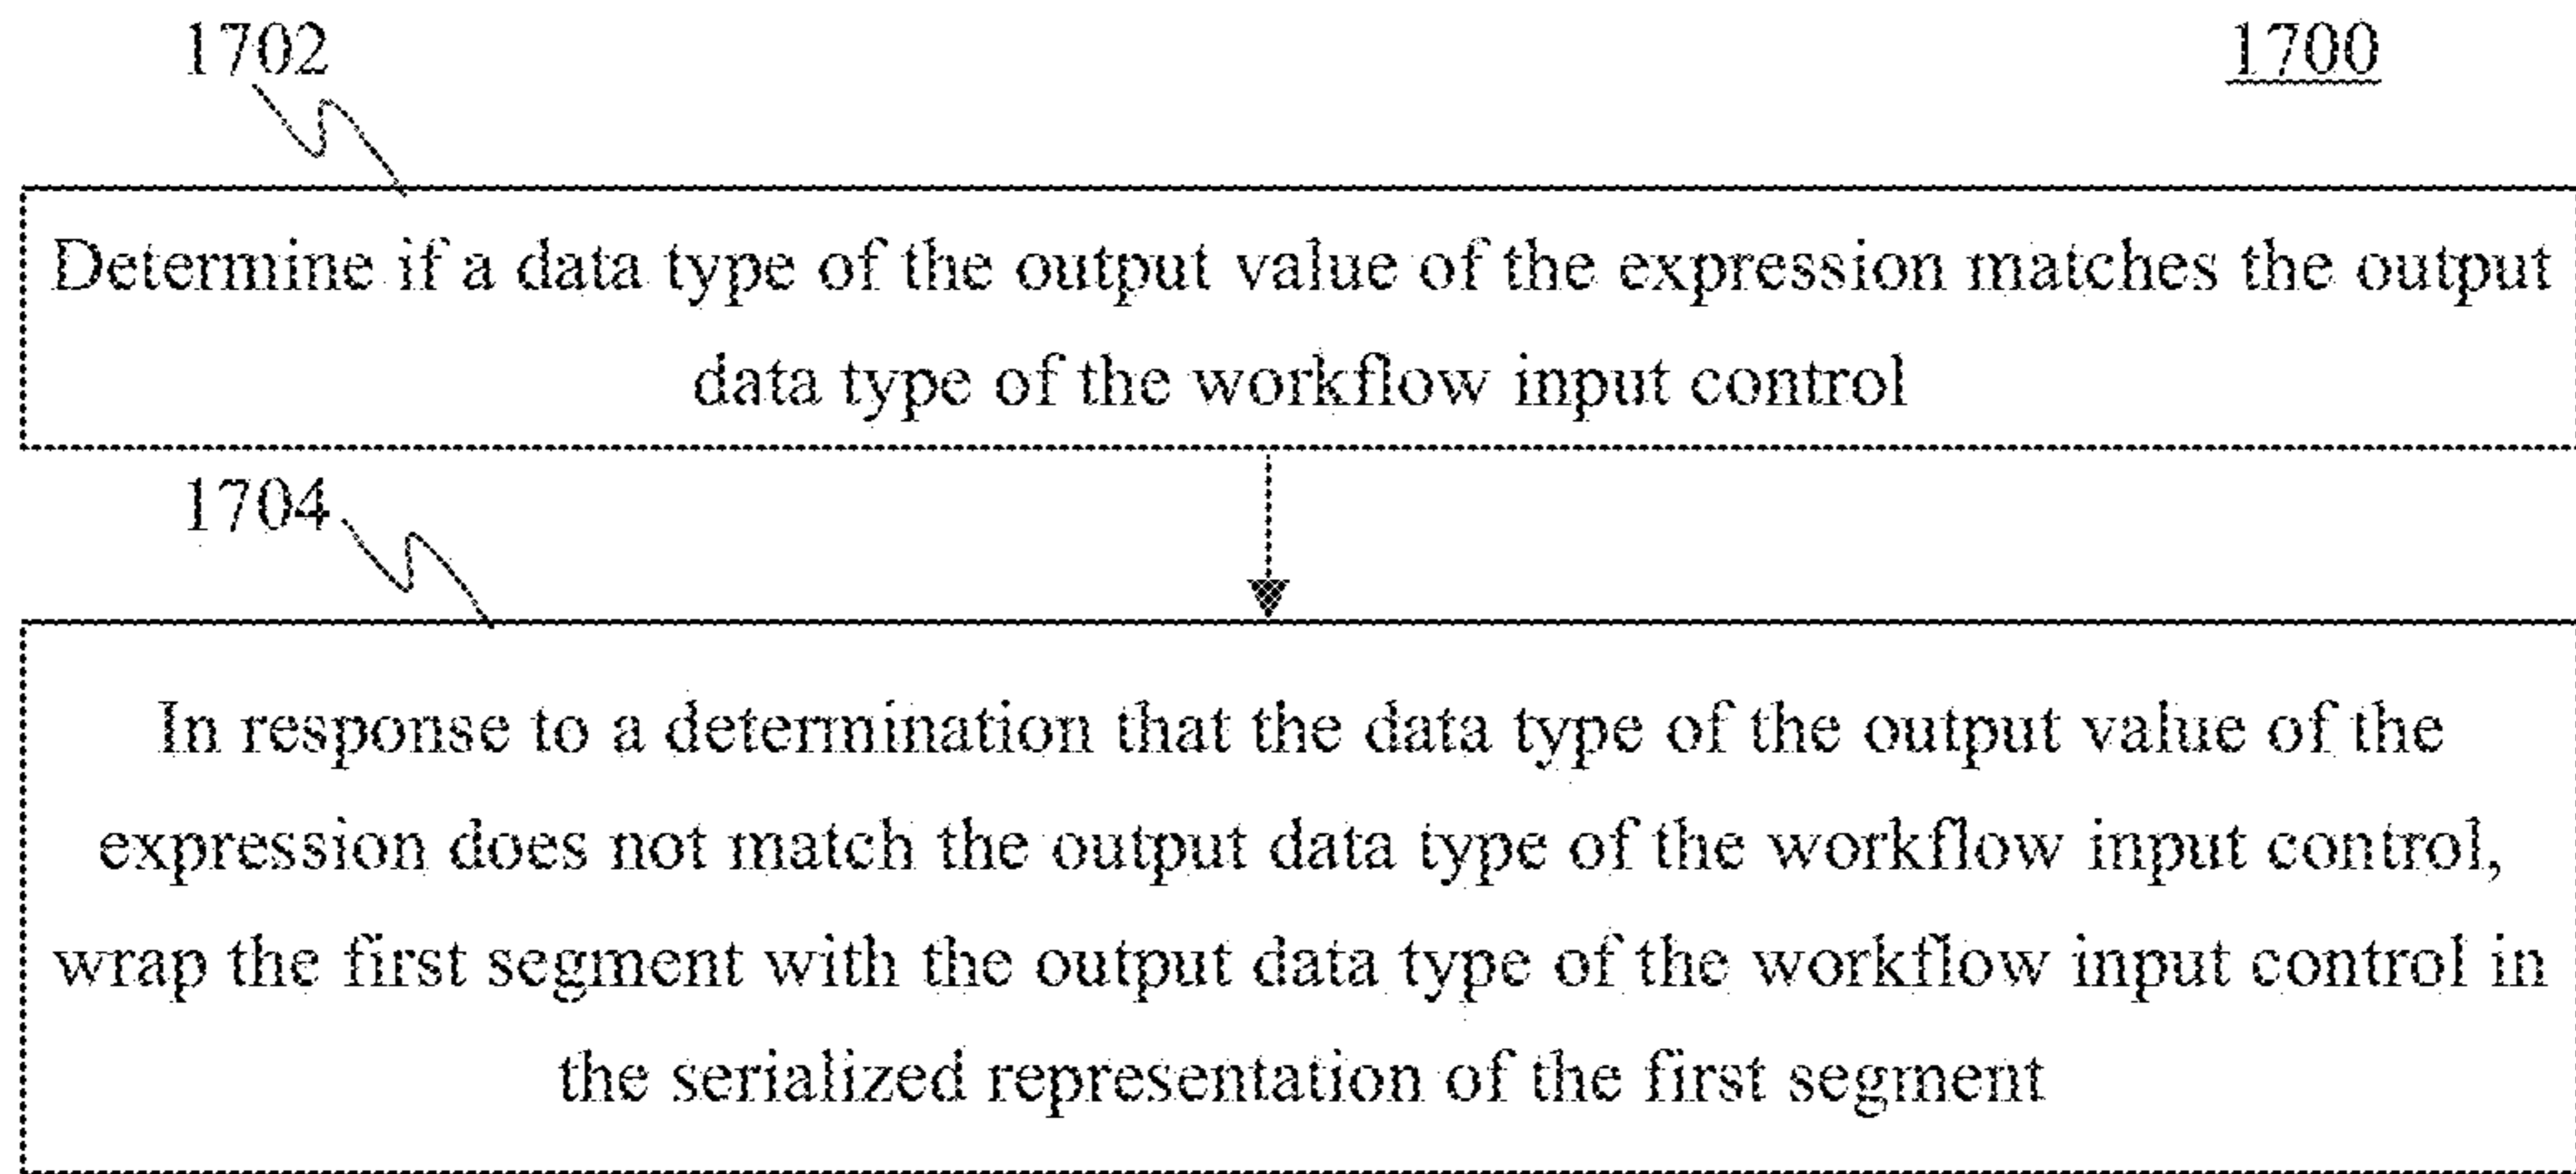 1702
1700
Determine if a data type of the output value of the expression matches the output
data type of the workflow input control
1704
In response to a determination that the data type of the output value of the
expression does not match the output data type of the workflow input control,
wrap the first segment with the output data type of the workflow input control in
the serialized representation of the first segment